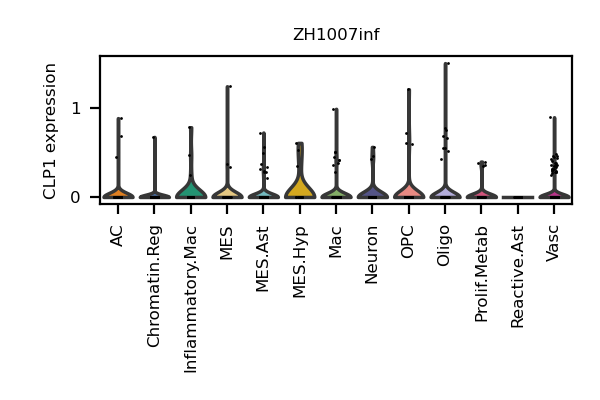 ZH1007inf
CLP1 expression
1
0
AC
Chromatin.Reg
Inflammatory.Mac
MES
MES.Ast
MES.Hyp
Mac
Neuron
OPC
Oligo
Prolif.Metab
Reactive.Ast
Vasc